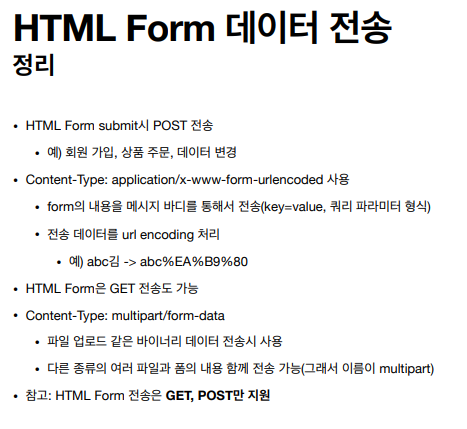 HTML Form 데이터 전송
정리
• HTML Form submit시 POST 전송
• 예) 회원 가입, 상품 주문, 데이터 변경
• Content-Type: application/x-www-form-urlencoded 사용
• form의 내용을 메시지 바디를 통해서 전송(key=value, 쿼리 파라미터 형식)
• 전송 데이터를 url encoding 처리
• 예) abc김 -> abc%EA%B9%80
• HTML Form은 GET 전송도 가능
• Content-Type: multipart/form-data
• 파일 업로드 같은 바이너리 데이터 전송시 사용
• 다른 종류의 여러 파일과 폼의 내용 함께 전송 가능(그래서 이름이 multipart)
• 참고: HTML Form 전송은 GET, POST만 지원